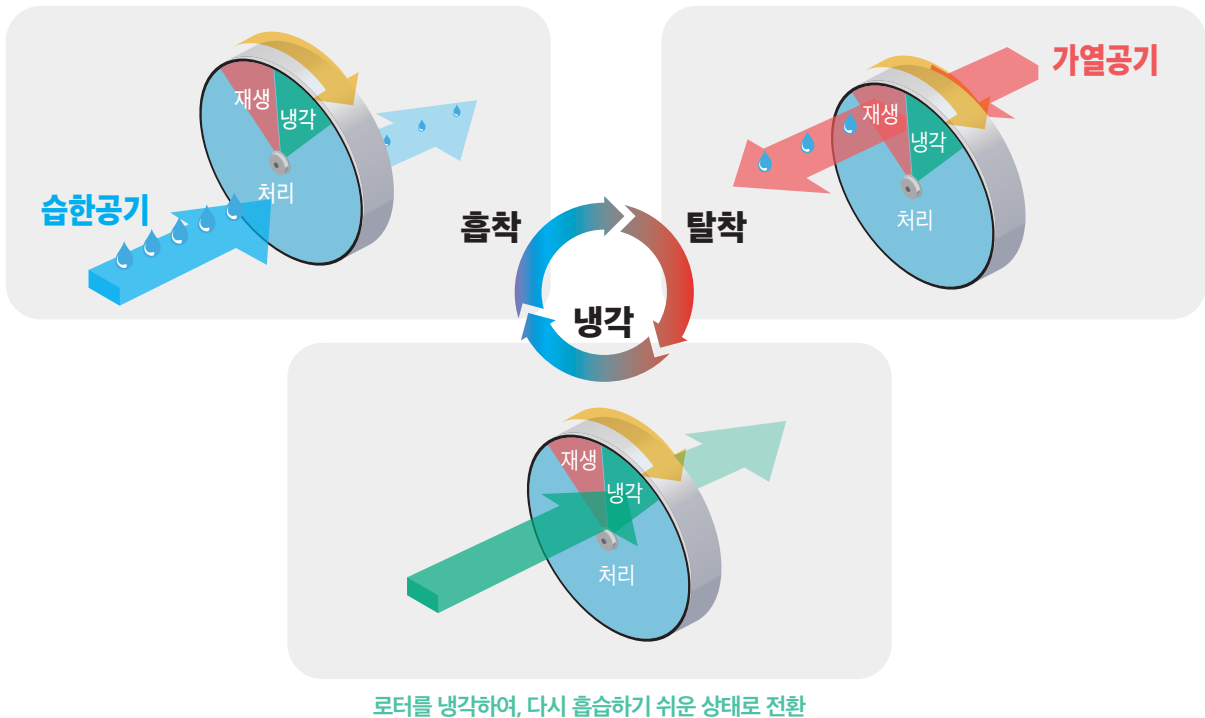 재생
냉각
처리
습한공기
흡착
가열공기
재생
냉각
처리
탈착
냉각
재생
냉각
처리
로터를 냉각하여, 다시 흡습하기 쉬운 상태로 전환